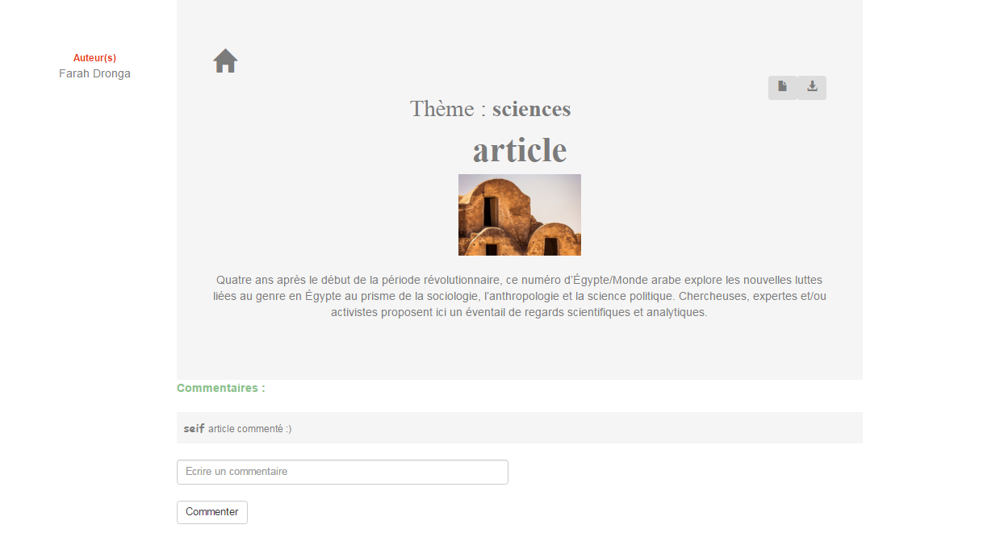 Auteur(s)
Farah Dronga
Thème : sciences
article
Quatre ans après le début de la période révolutionnaire, ce numéro d’Égypte/Monde arabe explore les nouvelles luttes
liées au genre en Égypte au prisme de la sociologie, l’anthropologie et la science politique. Chercheuses, expertes et/ou
activistes proposent ici un éventail de regards scientifiques et analytiques.
Commentaires :
seif article commenté :)
Ecrire un commentaire
Commenter